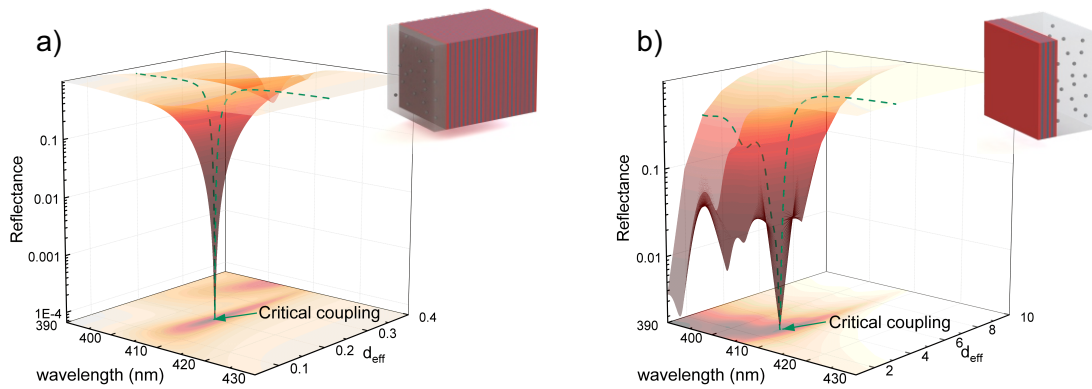 a)
Reflectance
0.1
0.01
0.001
1E-4
390
400
410
420
430
wavelength (nm)
0.1
0.2
0.3
0.4
d_eff
Critical coupling
b)
Reflectance
0.1
0.01
390
400
410
420
430
wavelength (nm)
2
4
6
8
10
d_eff
Critical coupling